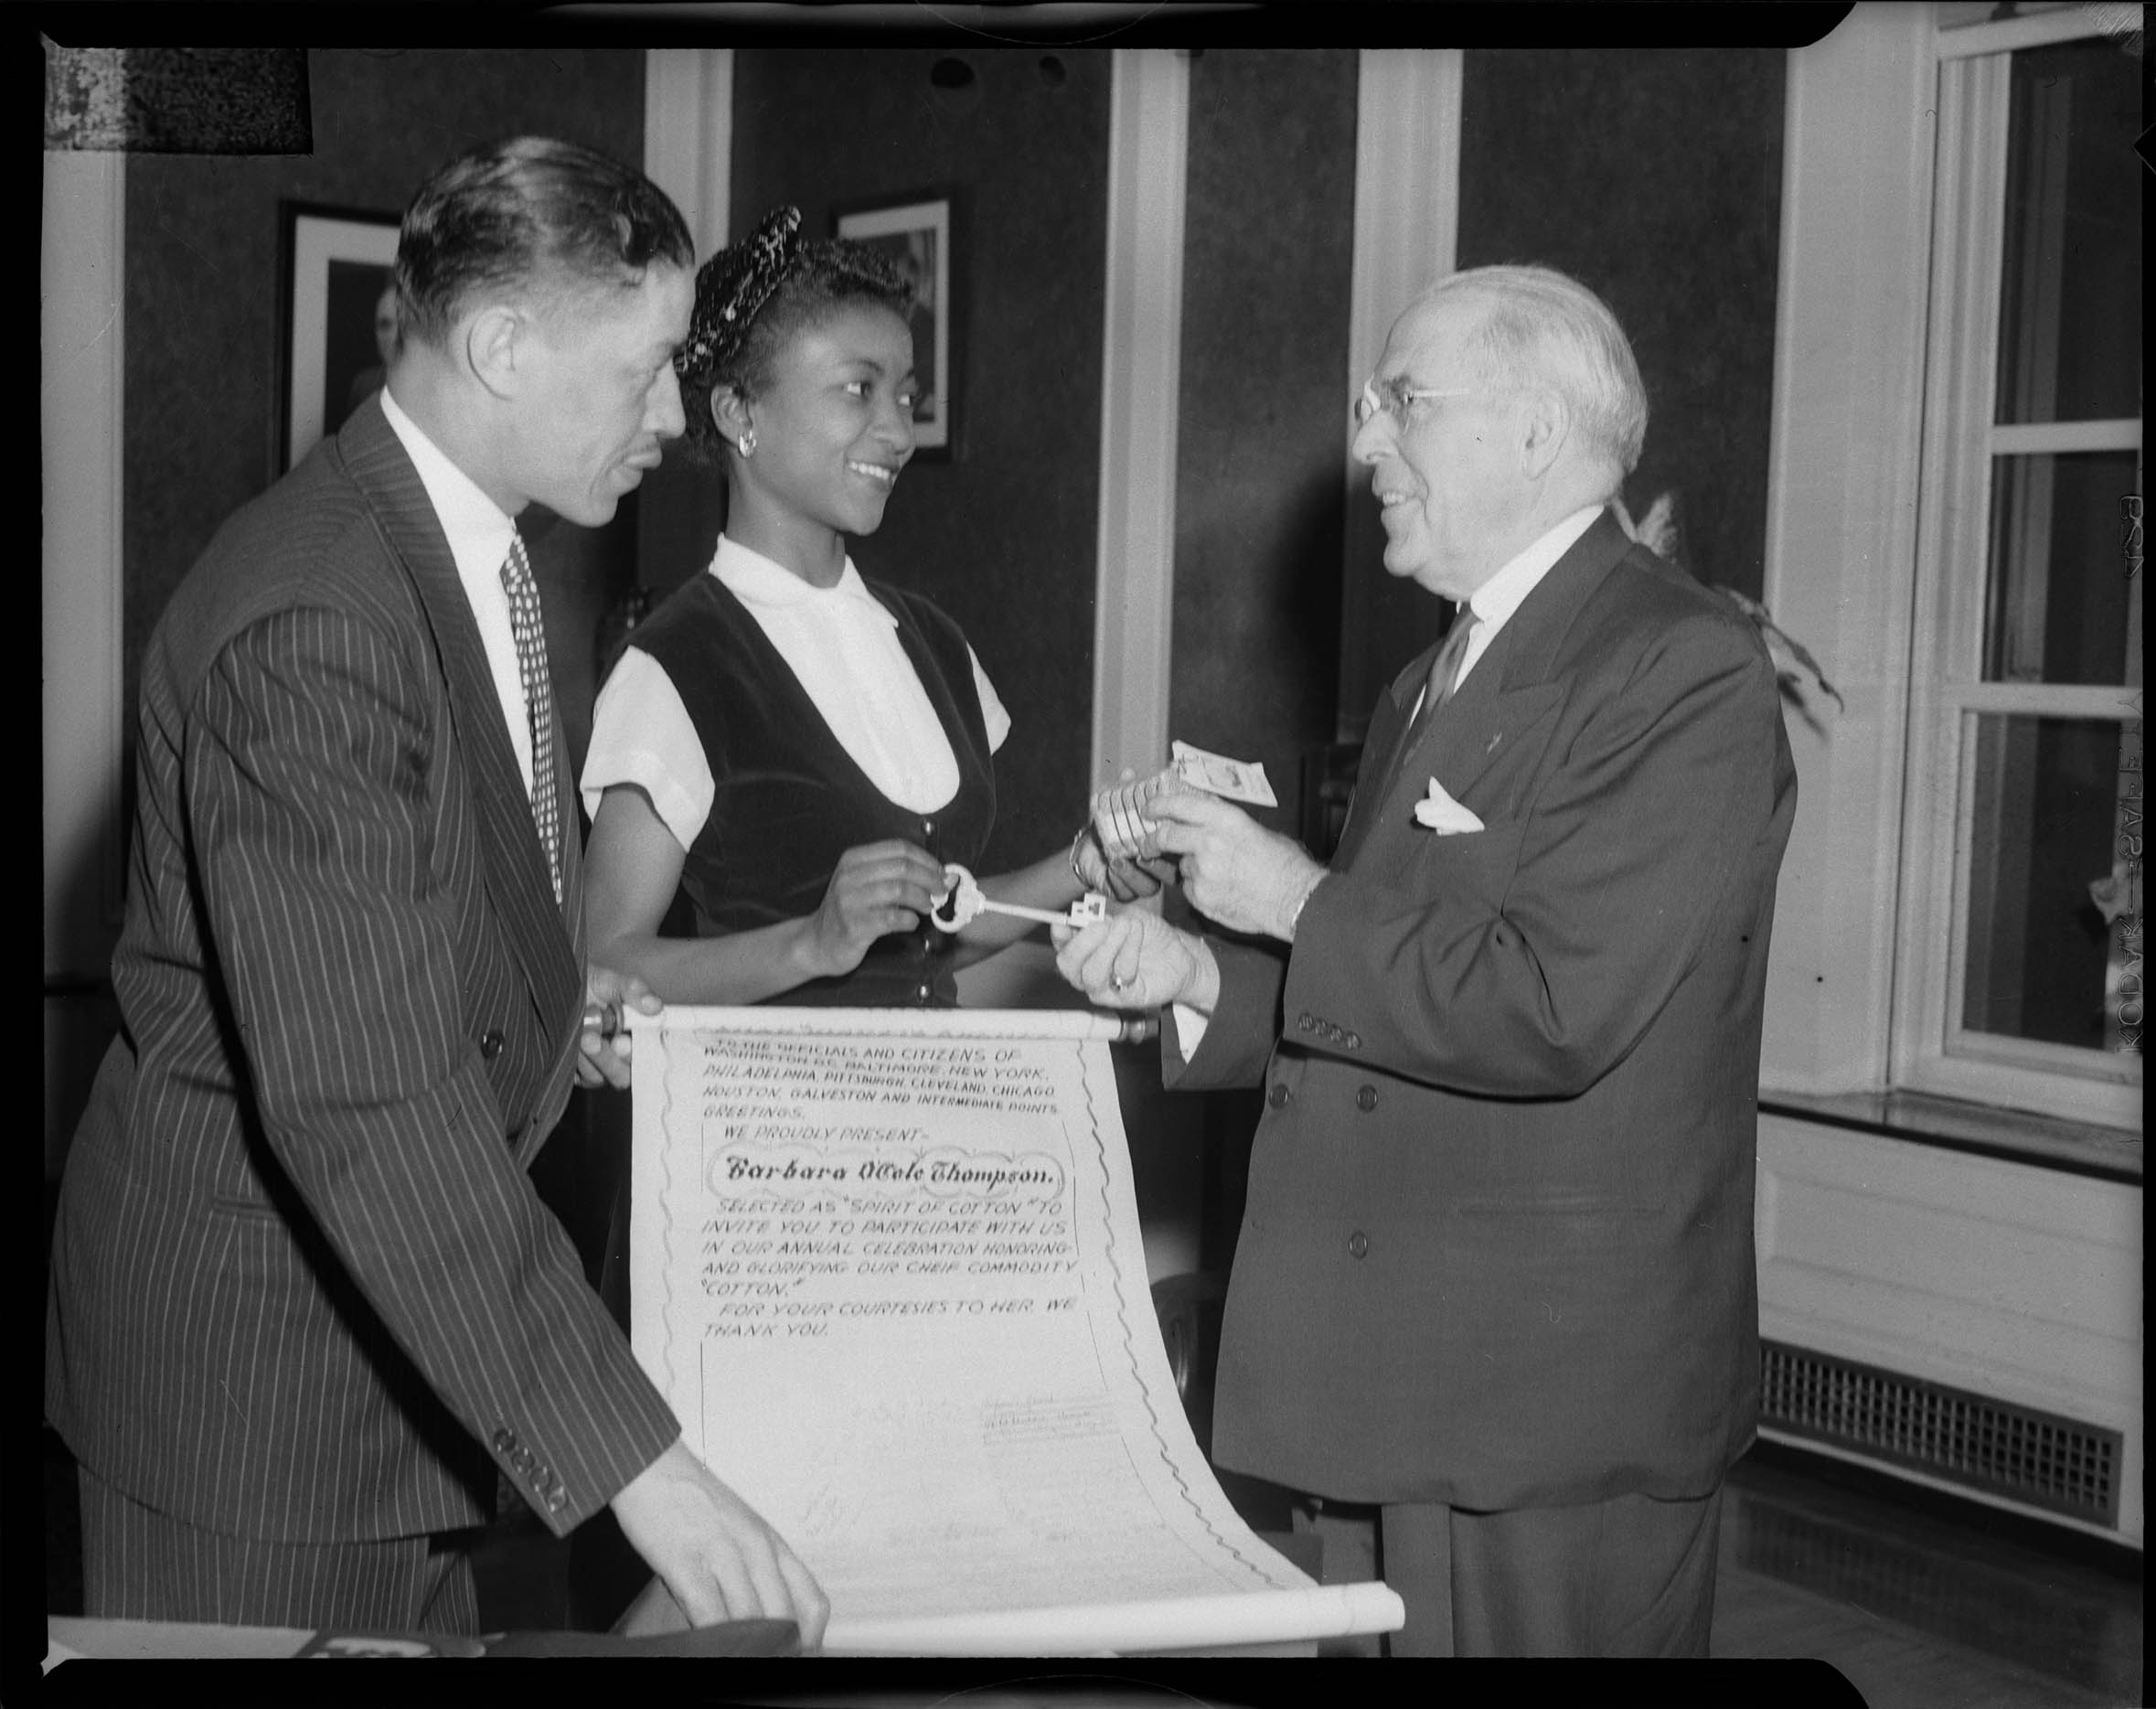 TO THE OFFICIALS AND CITIZENS OF
WASHINGTON D.C. BALTIMORE, NEW YORK,
PHILADELPHIA, PITTSBURGH, CLEVELAND, CHICAGO,
HOUSTON, GALVESTON AND INTERMEDIATE POINTS.
GREETINGS.
WE PROUDLY PRESENT-
Barbara Thompson.
SELECTED AS "SPIRIT OF COTTON" TO
INVITE YOU TO PARTICIPATE WITH US
IN OUR ANNUAL CELEBRATION HONORING
AND GLORIFYING OUR CHEIF COMMODITY
"COTTON."
FOR YOUR COURTESIES TO HER, WE
THANK YOU.
KODAK-SAFETY